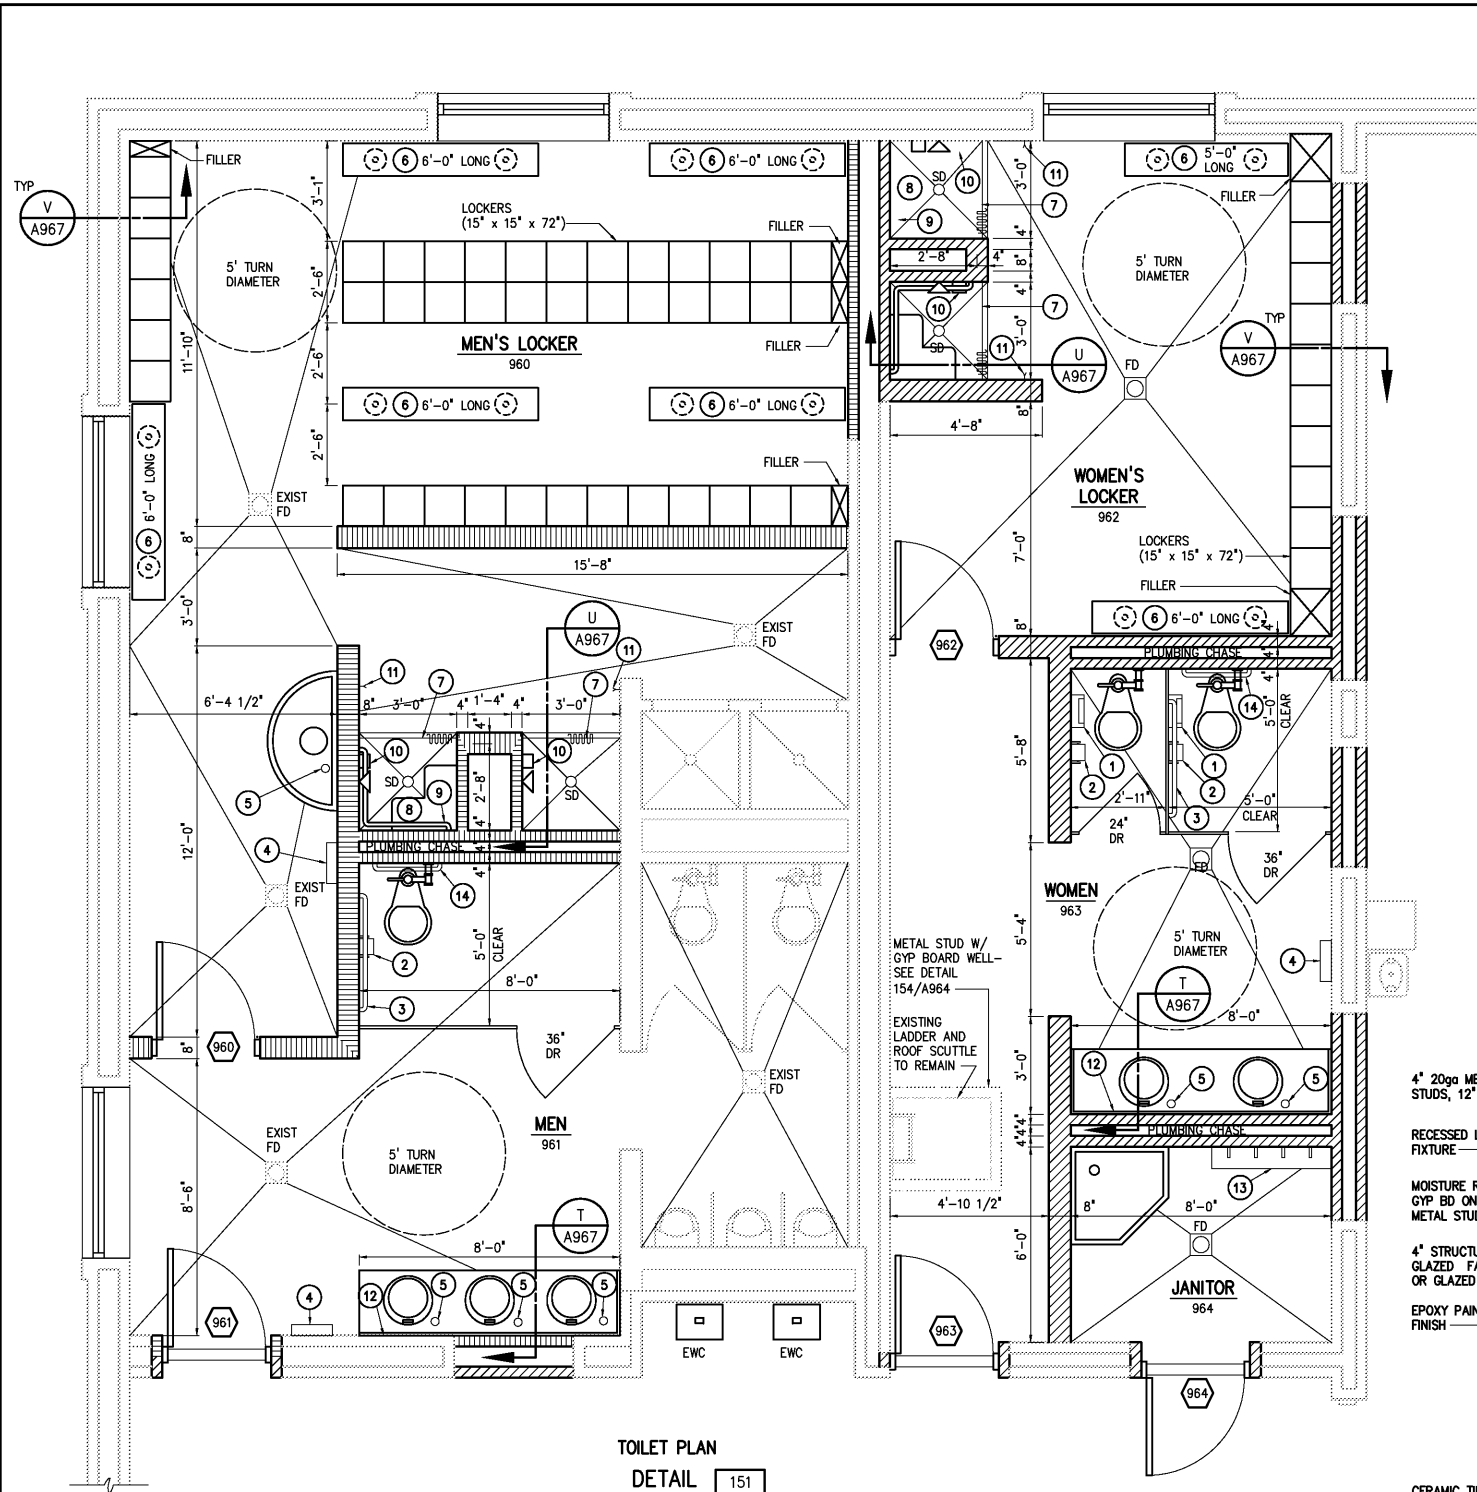 FILLER
6 6'-0" LONG
6 6'-0" LONG
3'-1"
TYP
V
A967
LOCKERS
(15" x 15" x 72")
FILLER
5' TURN
DIAMETER
2'-6"
11'-10"
MEN'S LOCKER
960
FILLER
2'-6"
6 6'-0" LONG
6 6'-0" LONG
2'-6"
FILLER
6 6'-0" LONG
EXIST
FD
8"
15'-8"
3'-0"
U
A967
EXIST
FD
11
11
7
7
6'-4 1/2"
8"
3'-0"
4"
1'-4"
4"
3'-0"
4"
10
10
SD
SD
2'-8"
9
8
4"
5
12'-0"
4
PLUMBING CHASE
4"
4"
EXIST
FD
14
5'-0"
CLEAR
2
8'-0"
3
960
8"
36"
DR
EXIST
FD
MEN
961
EXIST
FD
5' TURN
DIAMETER
8'-6"
T
A967
8'-0"
5
5
5
12
4
961
EWC
EWC
8
SD
10
9
3'-0"
11
7
4"
2'-8"
4"
8"
4"
10
7
SD
3'-0"
11
U
A967
8"
4'-8"
6 5'-0"
LONG
FILLER
5' TURN
DIAMETER
TYP
V
A967
FD
WOMEN'S
LOCKER
962
LOCKERS
(15" x 15" x 72")
7'-0"
FILLER
6 6'-0" LONG
8"
962
4"
PLUMBING CHASE
4"
4"
14
5'-0"
CLEAR
5'-8"
1
1
2
2
2'-11"
3
5'-0"
CLEAR
24"
DR
36"
DR
FD
WOMEN
963
5'-4"
5' TURN
DIAMETER
4
METAL STUD W/
GYP BOARD WELL-
SEE DETAIL
154/A964
T
A967
8'-0"
EXISTING
LADDER AND
ROOF SCUTTLE
TO REMAIN
3'-0"
12
5
5
4"
4"
4"
PLUMBING CHASE
13
4'-10 1/2"
8"
8'-0"
FD
6'-0"
JANITOR
964
963
964
RECESSED
FIXTURE
MOISTURE
GYP BD ON
4" 20ga
STUDS, 12"
EPOXY
FINISH
OR GLAZED
TOILET PLAN
DETAIL 151